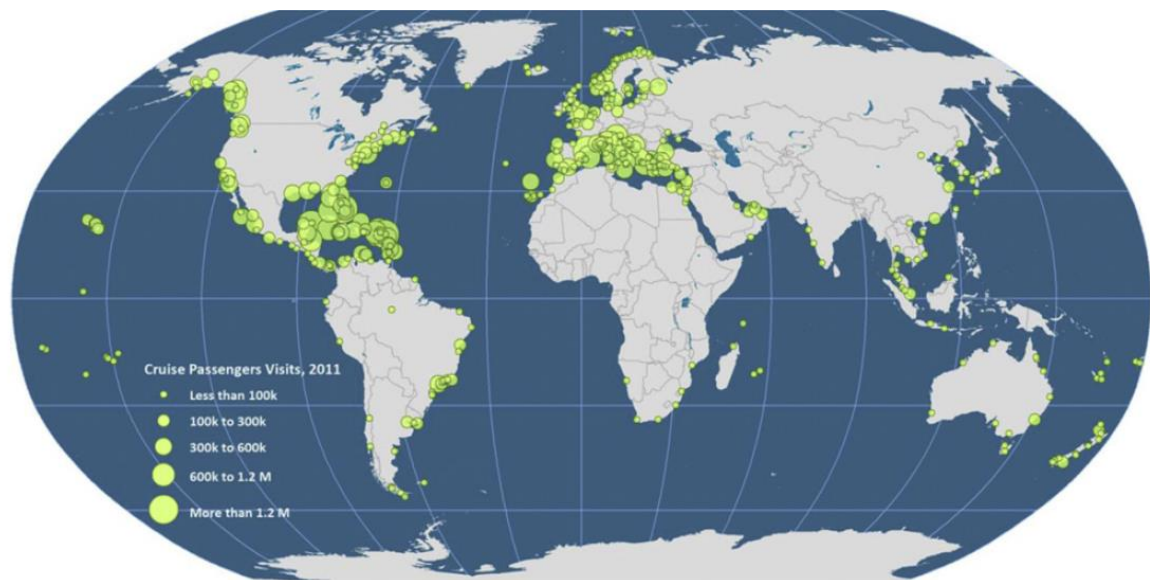 Cruise Passengers Visits, 2011
Less than 100k
100k to 300k
300k to 600k
600k to 1.2 M
More than 1.2 M